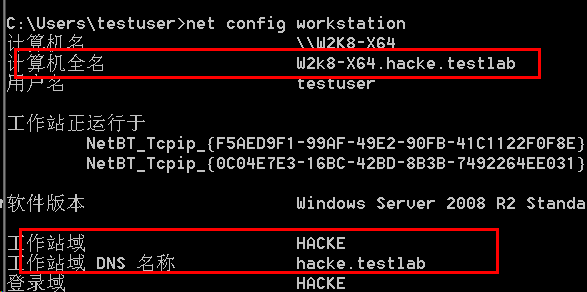 C:\Users\testuser>net config workstation
计算机名 \\W2K8-X64
计算机全名 W2k8-X64.hacke.testlab
用户名 testuser
工作站正运行于
NetBT_Tcpip_{F5AED9F1-99AF-49E2-90FB-41C1122F0F8E}
NetBT_Tcpip_{0C04E7E3-16BC-42BD-8B3B-7492264EE031}
软件版本 Windows Server 2008 R2 Standa
工作站域 HACKE
工作站域 DNS 名称 hacke.testlab
登录域 HACKE